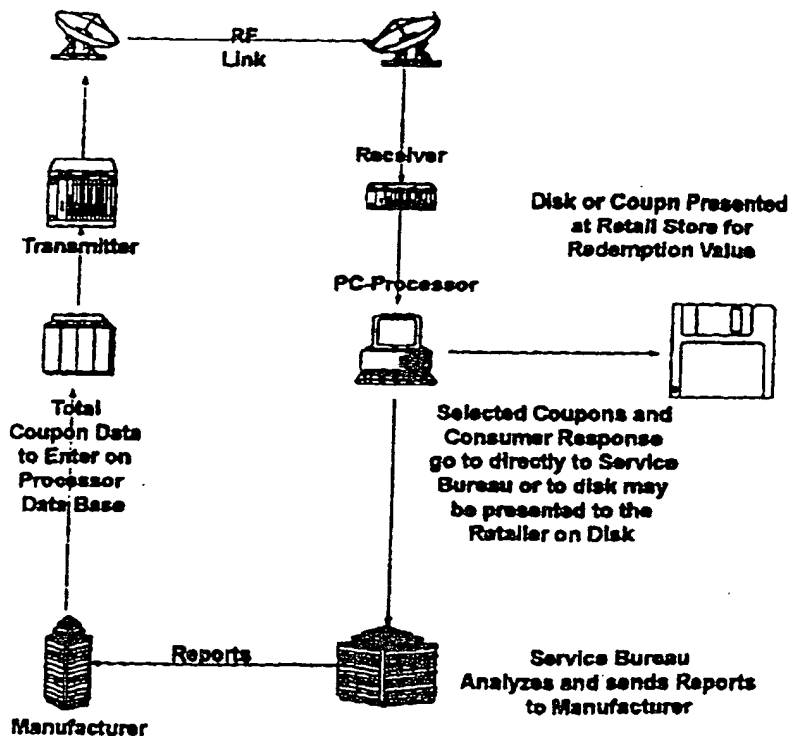 RF
Link
Receiver
Disk or Coupn Presented
at Retail Store for
Redemption Value
Transmitter
PC-Processor
Total
Coupon Data
to Enter on
Processor
Data Base
Selected Coupons and
Consumer Response
go to directly to Service
Bureau or to disk may
be presented to the
Retailer on Disk
Reports
Service Bureau
Analyzes and sends Reports
to Manufacturer
Manufacturer